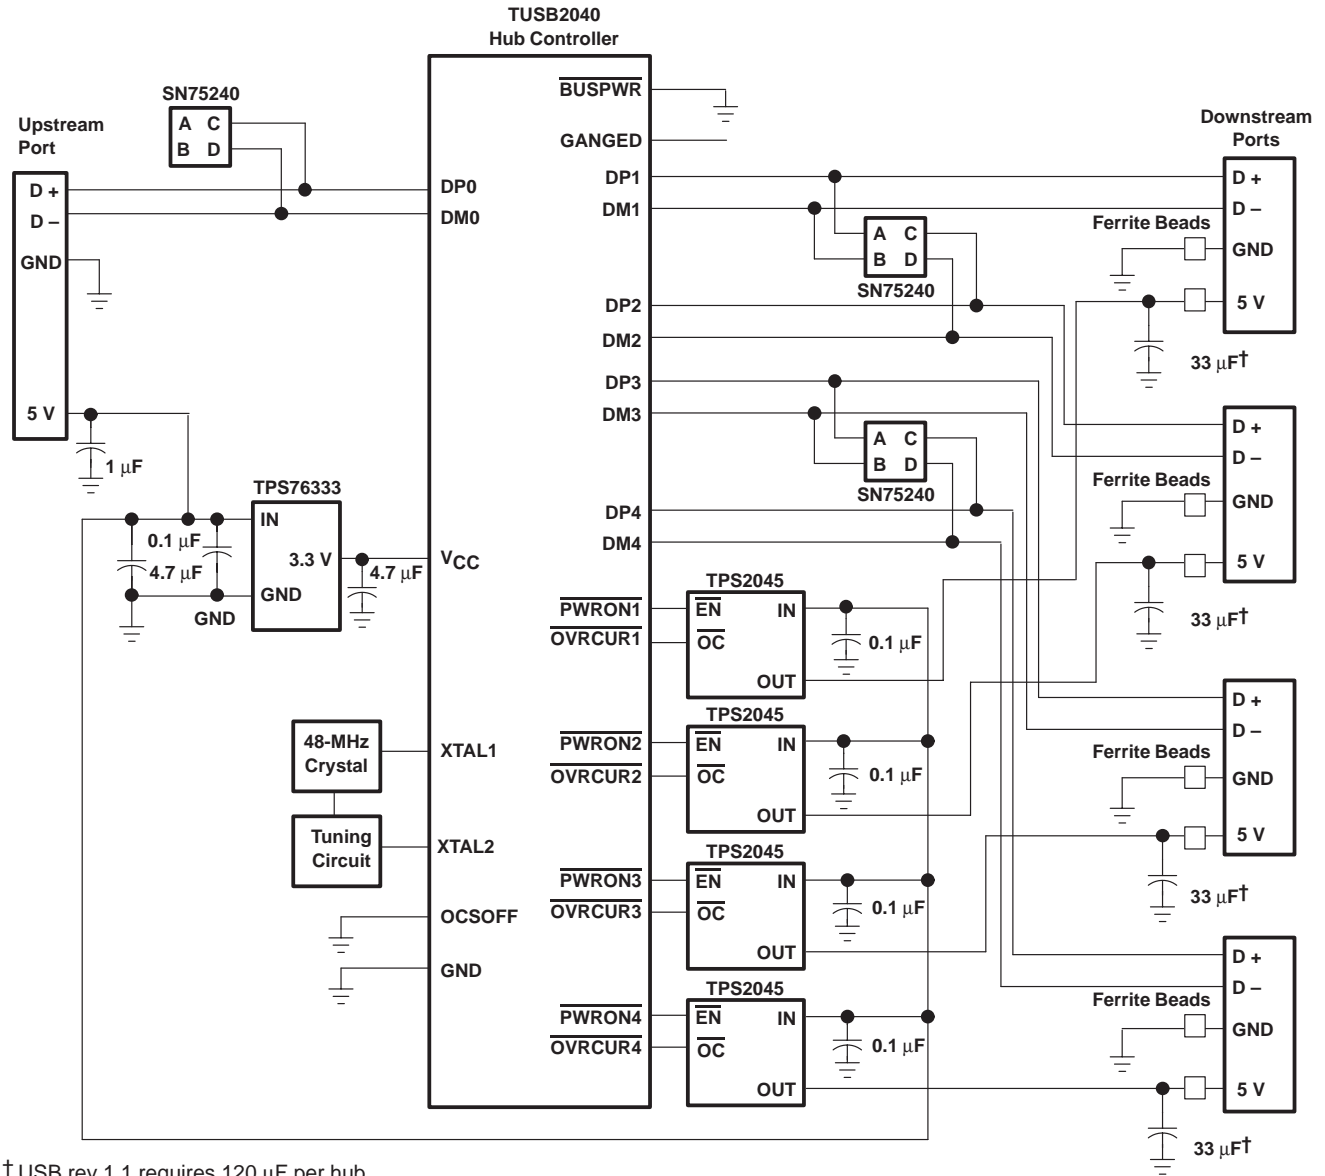 TUSB2040
Hub Controller
SN75240
A C
B D
Upstream
Port
D +
D –
GND
5 V
1 μF
TPS76333
IN
3.3 V
GND
0.1 μF
4.7 μF
GND
4.7 μF
48-MHz
Crystal
Tuning
Circuit
DP0
DM0
VCC
XTAL1
XTAL2
OCSOFF
GND
BUSPWR
GANGED
DP1
DM1
DP2
DM2
DP3
DM3
DP4
DM4
PWRON1
OVRCUR1
PWRON2
OVRCUR2
PWRON3
OVRCUR3
PWRON4
OVRCUR4
A C
B D
SN75240
A C
B D
SN75240
TPS2045
EN IN
OC
OUT
0.1 μF
TPS2045
EN IN
OC
OUT
0.1 μF
TPS2045
EN IN
OC
OUT
0.1 μF
TPS2045
EN IN
OC
OUT
0.1 μF
Downstream
Ports
D +
D –
Ferrite Beads
GND
5 V
33 μF†
D +
D –
Ferrite Beads
GND
5 V
33 μF†
D +
D –
Ferrite Beads
GND
5 V
33 μF†
D +
D –
Ferrite Beads
GND
5 V
33 μF†
† USB rev 1.1 requires 120 μF per hub.